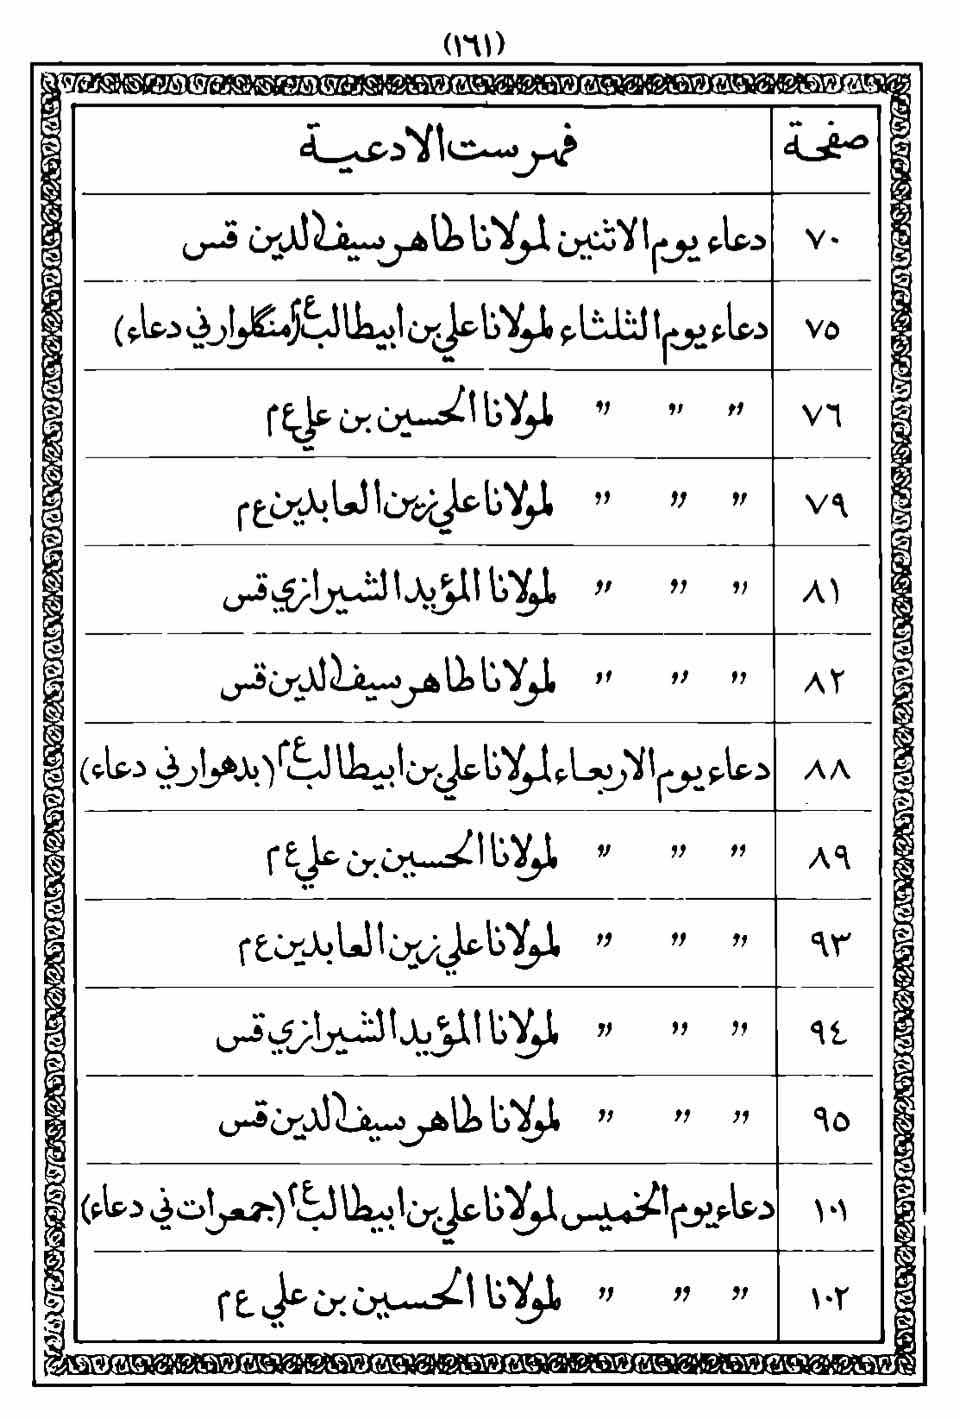 (١٦١)
صفحة فهرست الادعية
٧٠ دعاء يوم الاثنين لمولانا طاهر سيف الدين قس
٧٥ دعاء يوم الثلثاء لمولانا علي بن ابيطالب ع م (منگلوار ني دعاء)
٧٦ " " " لمولانا الحسين بن علي ع م
٧٩ " " " لمولانا علي زين العابدين ع م
٨١ " " " لمولانا المؤيد الشيرازي قس
٨٢ " " " لمولانا طاهر سيف الدين قس
٨٨ دعاء يوم الاربعاء لمولانا علي بن ابيطالب ع م (بدهوار ني دعاء)
٨٩ " " " لمولانا الحسين بن علي ع م
٩٣ " " " لمولانا علي زين العابدين ع م
٩٤ " " " لمولانا المؤيد الشيرازي قس
٩٥ " " " لمولانا طاهر سيف الدين قس
١٠١ دعاء يوم الخميس لمولانا علي بن ابيطالب ع م (جمعرات ني دعاء)
١٠٢ " " " لمولانا الحسين بن علي ع م